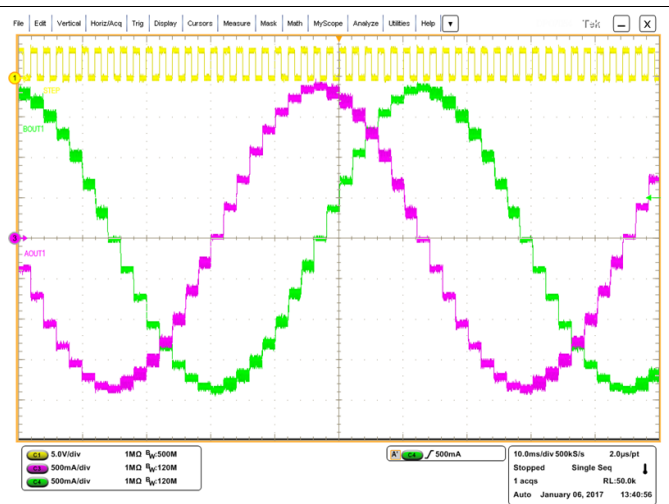 File Edit Vertical Horiz/Acq Trig Display Cursors Measure Mask Math MyScope Analyze Utilities Help Tek X
1
STEP
BOUT1
3
AOUT1
C1 5.0V/div 1MΩ BW:500M
C3 500mA/div 1MΩ BW:120M
C4 500mA/div 1MΩ BW:120M
A' C4 500mA
10.0ms/div 500kS/s 2.0µs/pt
Stopped Single Seq
1 acqs RL:50.0k
Auto January 06, 2017 13:40:56